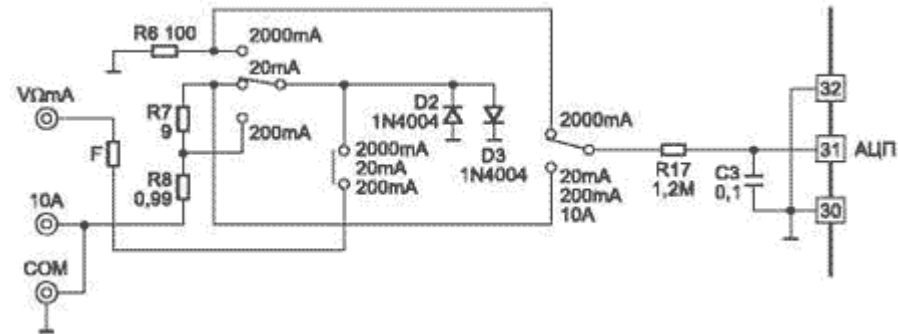 R6 100
2000mA
20mA
VΩmA
R7
9
200mA
D2
1N4004
D3
1N4004
2000mA
F
2000mA
20mA
200mA
R8
0,99
10A
20mA
200mA
10A
R17
1,2M
C3
0,1
32
31
АЦП
30
COM